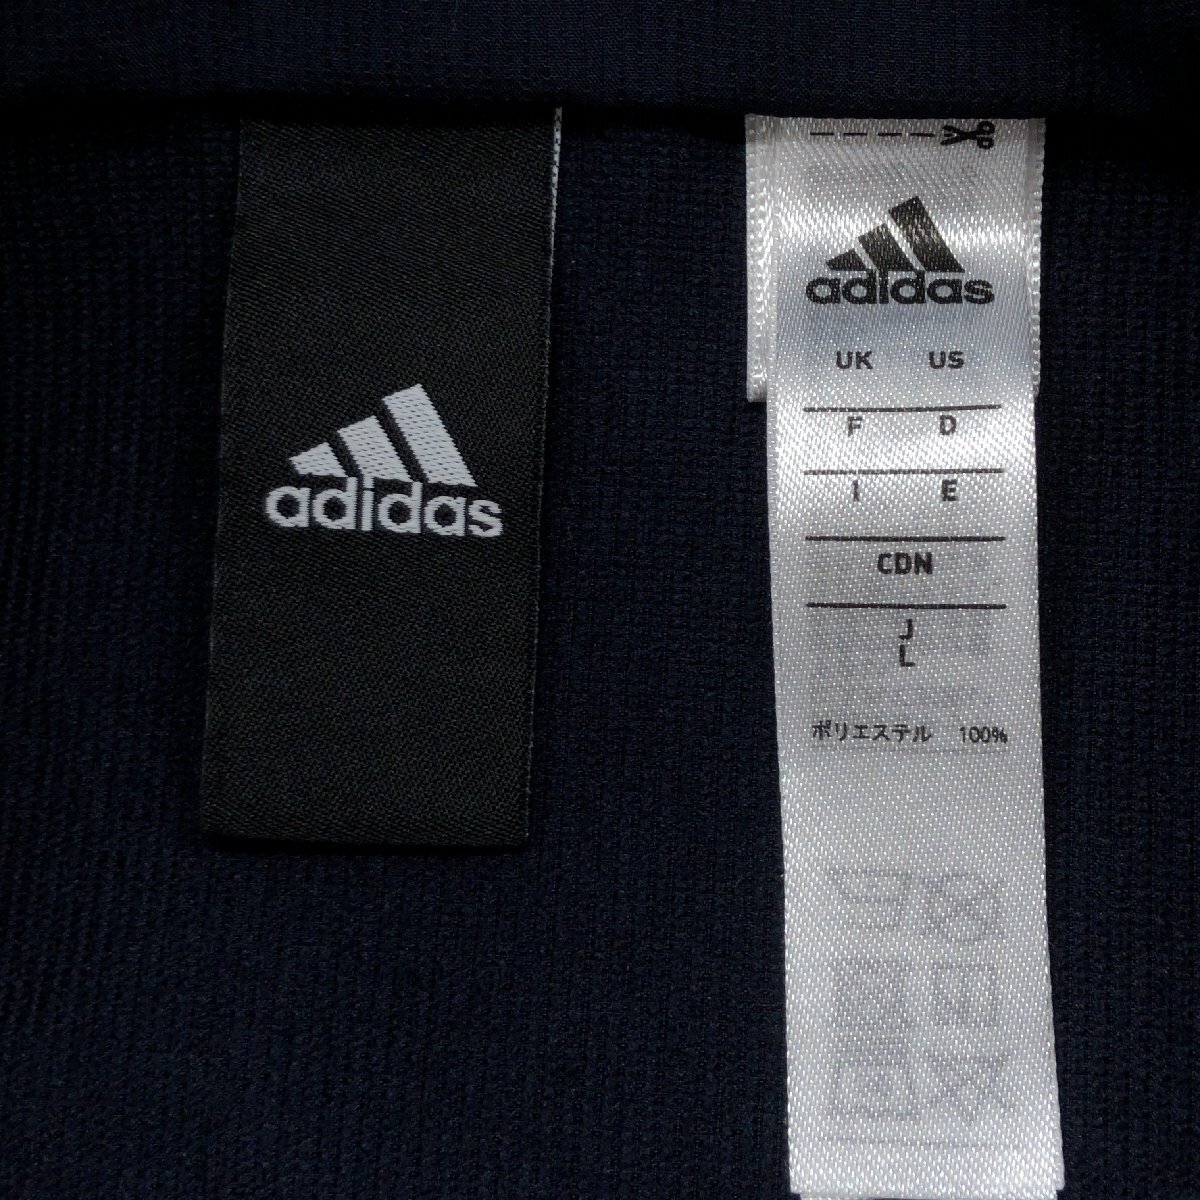 adidas
adidas
UK US
F D
I E
CDN
J
L
ポリエステル 100%